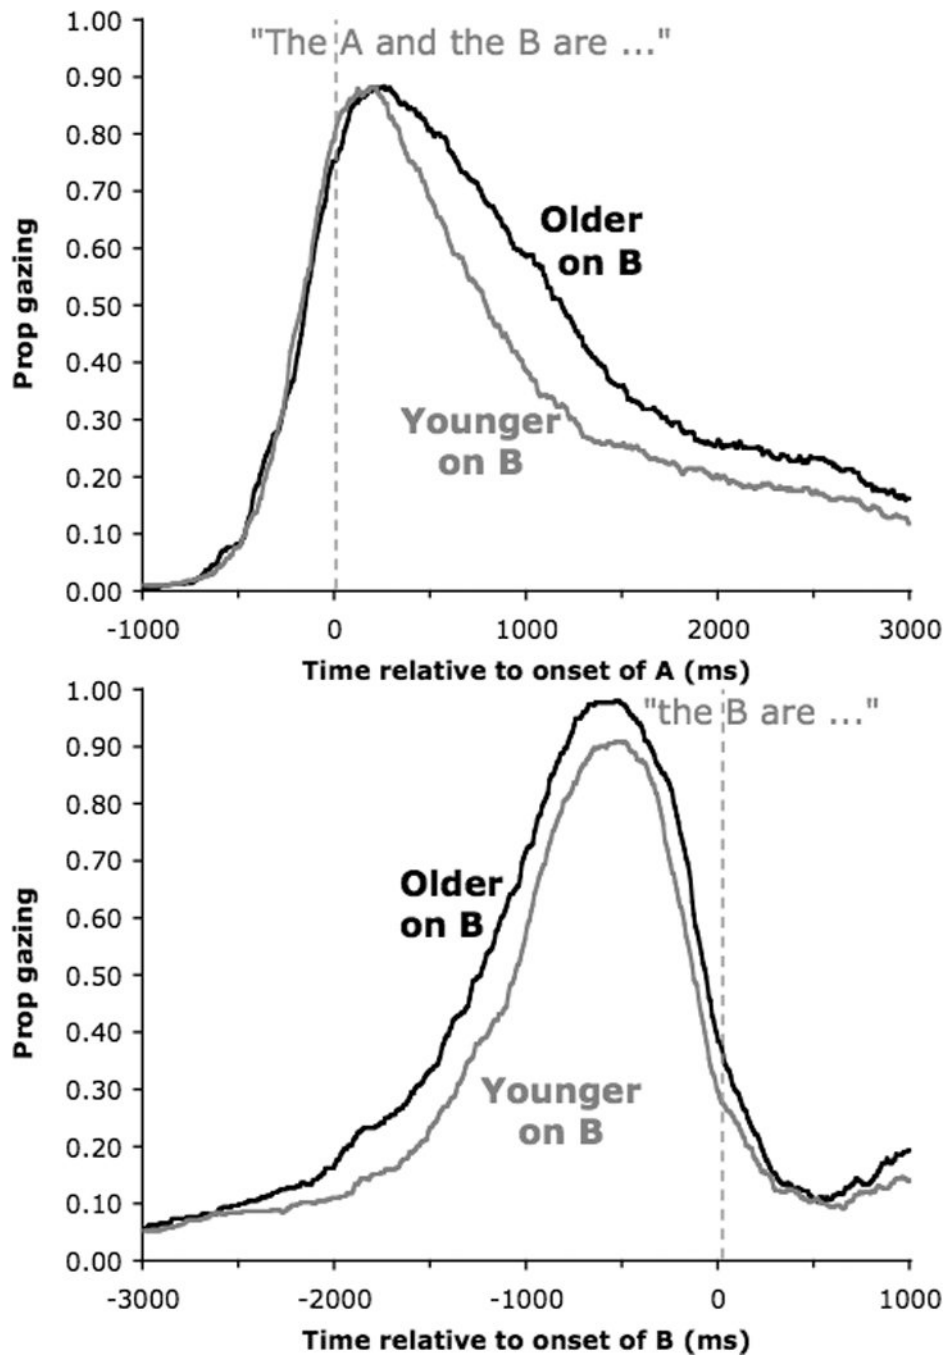 "The A and the B are ..."
1.00
0.90
0.80
0.70
0.60
0.50
0.40
0.30
0.20
0.10
0.00
Prop gazing
Older
on B
Younger
on B
-1000 0 1000 2000 3000
Time relative to onset of A (ms)
"the B are ..."
1.00
0.90
0.80
0.70
0.60
0.50
0.40
0.30
0.20
0.10
0.00
Prop gazing
Older
on B
Younger
on B
-3000 -2000 -1000 0 1000
Time relative to onset of B (ms)